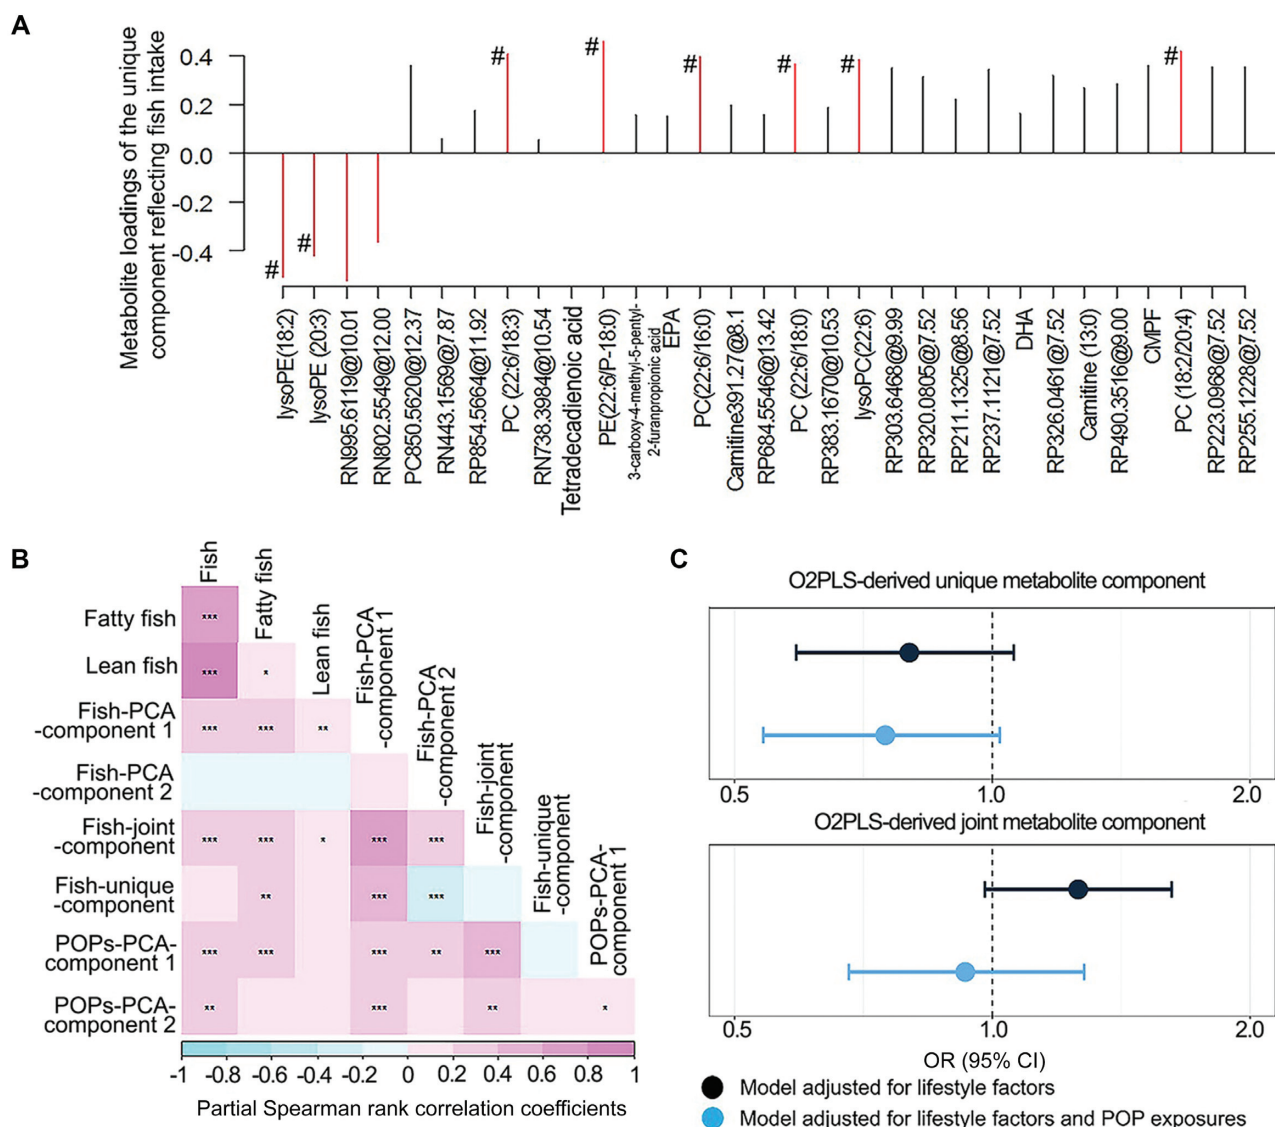 A
Metabolite loadings of the unique
component reflecting fish intake
0.4
0.2
0.0
-0.2
-0.4
#
#
#
#
#
#
#
#
lysoPE(18:2)
lysoPE (20:3)
RN995.6119@10.01
RN802.5549@12.00
PC850.5620@12.37
RN443.1569@7.87
RP854.5664@11.92
PC (22:6/18:3)
RN738.3984@10.54
Tetradecadienoic acid
PE(22:6/P-18:0)
3-carboxy-4-methyl-5-pentyl-
2-furanpropionic acid
EPA
PC(22:6/16:0)
Carnitine391.27@8.1
RP684.5546@13.42
PC (22:6/18:0)
RP383.1670@10.53
lysoPC(22:6)
RP303.6468@9.99
RP320.0805@7.52
RP211.1325@8.56
RP237.1121@7.52
DHA
RP326.0461@7.52
Carnitine (13:0)
RP490.3516@9.00
CMPF
PC (18:2/20:4)
RP223.0968@7.52
RP255.1228@7.52
B
Fish
Fatty fish
Lean fish
Fish-PCA
-component 1
Fish-PCA
-component 2
Fish-joint
-component
Fish-unique
-component
POPs-PCA-
component 1
Fatty fish
***
Lean fish
*** *
Fish-PCA
-component 1
*** *** **
Fish-PCA
-component 2
Fish-joint
-component
*** *** * *** ***
Fish-unique
-component
** *** ***
POPs-PCA-
component 1
*** *** *** ** ***
POPs-PCA-
component 2
** *** ** *
-1 -0.8 -0.6 -0.4 -0.2 0 0.2 0.4 0.6 0.8 1
Partial Spearman rank correlation coefficients
C
O2PLS-derived unique metabolite component
0.5 1.0 2.0
O2PLS-derived joint metabolite component
0.5 1.0 2.0
OR (95% CI)
Model adjusted for lifestyle factors
Model adjusted for lifestyle factors and POP exposures